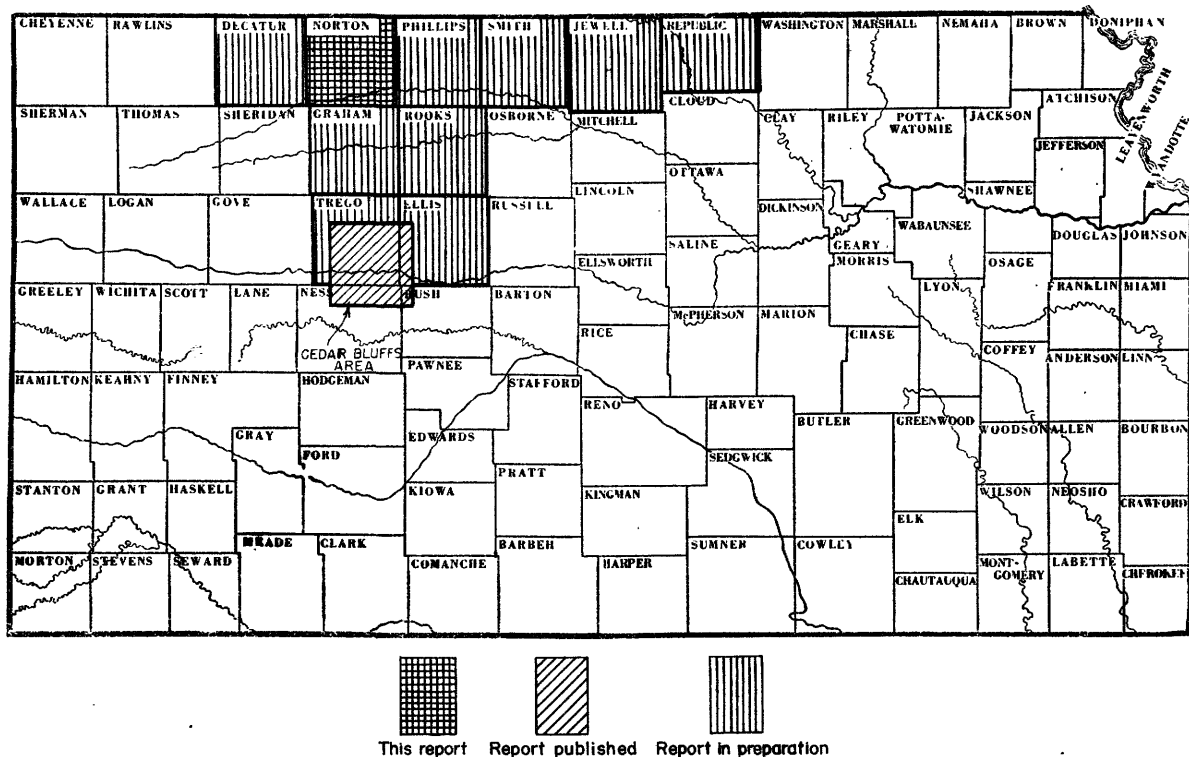 CHEYENNE RAWLINS DECATUR NORTON PHILLIPS SMITH JEWELL REPUBLIC WASHINGTON MARSHALL NEMAHA BROWN DONIPHAN
SHERMAN THOMAS SHERIDAN GRAHAM ROOKS OSBORNE MITCHELL CLOUD CLAY RILEY POTTA-
WATOMIE JACKSON ATCHISON
JEFFERSON LEAVENWORTH
WALLACE LOGAN GOVE TREGO ELLIS RUSSELL LINCOLN OTTAWA DICKINSON GEARY WABAUNSEE SHAWNEE DOUGLAS JOHNSON
ELLSWORTH SALINE MORRIS OSAGE
GREELEY WICHITA SCOTT LANE NESS RUSH BARTON RICE McPHERSON MARION CHASE LYON FRANKLIN MIAMI
CEDAR BLUFFS
AREA
COFFEY ANDERSON LINN
HAMILTON KEARNY FINNEY HODGEMAN PAWNEE STAFFORD RENO HARVEY BUTLER GREENWOOD WOODSON ALLEN BOURBON
GRAY FORD EDWARDS PRATT SEDGWICK
STANTON GRANT HASKELL KIOWA KINGMAN ELK WILSON NEOSHO CRAWFORD
MORTON STEVENS SEWARD MEADE CLARK COMANCHE BARBER HARPER SUMNER COWLEY CHAUTAUQUA MONT-
GOMERY LABETTE CHEROKEE
This report Report published Report in preparation